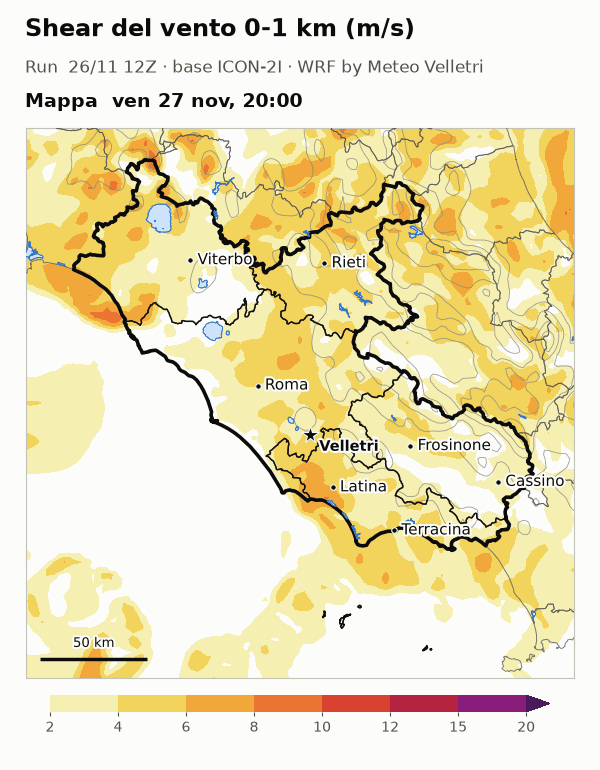 Shear del vento 0-1 km (m/s)
Run  26/11 12Z · base ICON-2I · WRF by Meteo Velletri
Mappa  ven 27 nov, 20:00
Viterbo
Rieti
Roma
Velletri
Frosinone
Cassino
Latina
Terracina
50 km
2 4 6 8 10 12 15 20